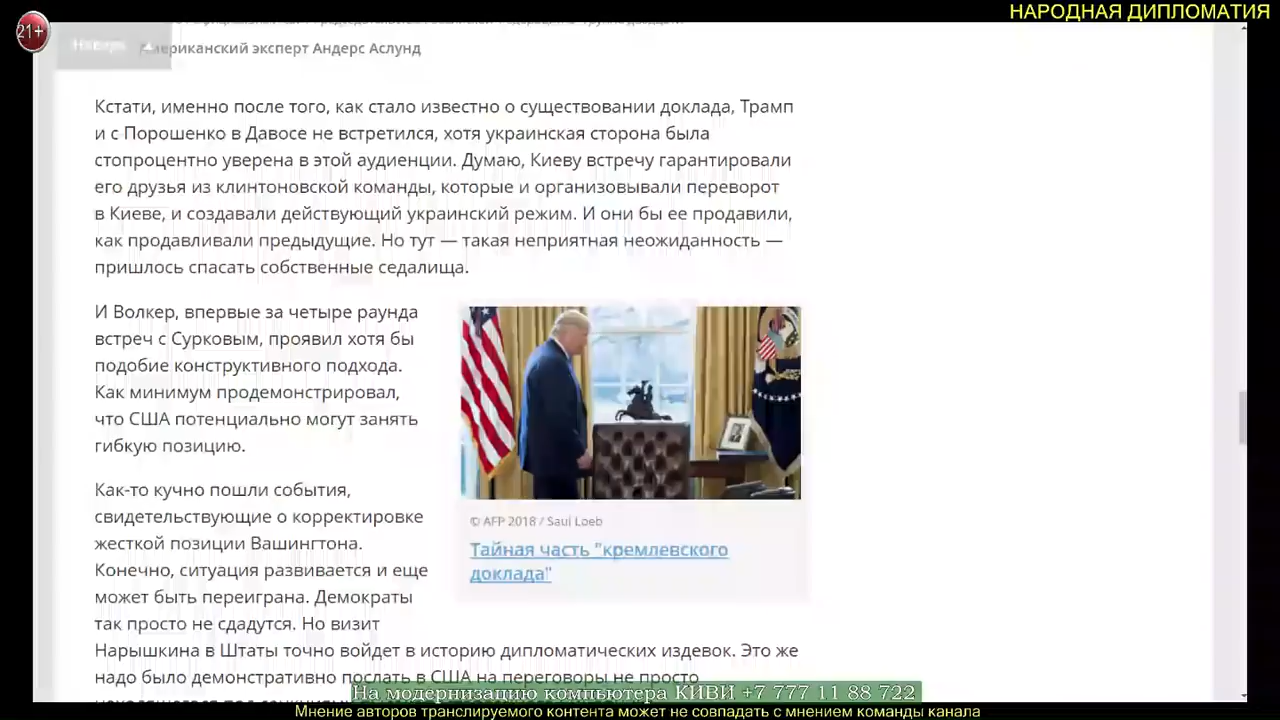 НАРОДНАЯ ДИПЛОМАТИЯ
21+
Американский эксперт Андерс Аслунд
Кстати, именно после того, как стало известно о существовании доклада, Трамп
и с Порошенко в Давосе не встретился, хотя украинская сторона была
стопроцентно уверена в этой аудиенции. Думаю, Киеву встречу гарантировали
его друзья из клинтоновской команды, которые и организовывали переворот
в Киеве, и создавали действующий украинский режим. И они бы ее продавили,
как продавливали предыдущие. Но тут — такая неприятная неожиданность —
пришлось спасать собственные седалища.
И Волкер, впервые за четыре раунда
встреч с Сурковым, проявил хотя бы
подобие конструктивного подхода.
Как минимум продемонстрировал,
что США потенциально могут занять
гибкую позицию.
© AFP 2018 / Saul Loeb
Тайная часть "кремлевского
доклада"
Как-то кучно пошли события,
свидетельствующие о корректировке
жесткой позиции Вашингтона.
Конечно, ситуация развивается и еще
может быть переиграна. Демократы
так просто не сдадутся. Но визит
Нарышкина в Штаты точно войдет в историю дипломатических издевок. Это же
надо было демонстративно послать в США на переговоры не просто
На модернизацию компьютера КИВИ +7 777 11 88 722
Мнение авторов транслируемого контента может не совпадать с мнением команды канала